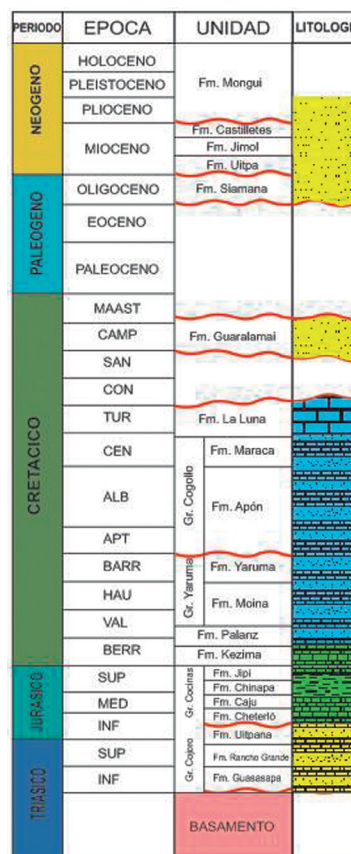 PERIODO EPOCA UNIDAD LITOLOGI
NEOGENO
HOLOCENO
PLEISTOCENO
Fm. Mongui
PLIOCENO
MIOCENO
Fm. Castilletes
Fm. Jimol
Fm. Uitpa
PALEOGENO
OLIGOCENO
Fm. Siamana
EOCENO
PALEOCENO
CRETACICO
MAAST
CAMP
Fm. Guaralamai
SAN
CON
TUR
Fm. La Luna
CEN
Gr. Cogollo
Fm. Maraca
ALB
Fm. Apón
APT
BARR
Gr. Yaruma
Fm. Yaruma
HAU
Fm. Moina
VAL
Fm. Palanz
BERR
Fm. Kezima
JURASICO
SUP
Gr. Cocinas
Fm. Jipi
Fm. Chinapa
MED
Fm. Caju
INF
Fm. Cheterló
Gr. Cojoro
Fm. Uitpana
TRIASICO
SUP
Fm. Rancho Grande
INF
Fm. Guasasapa
BASAMENTO